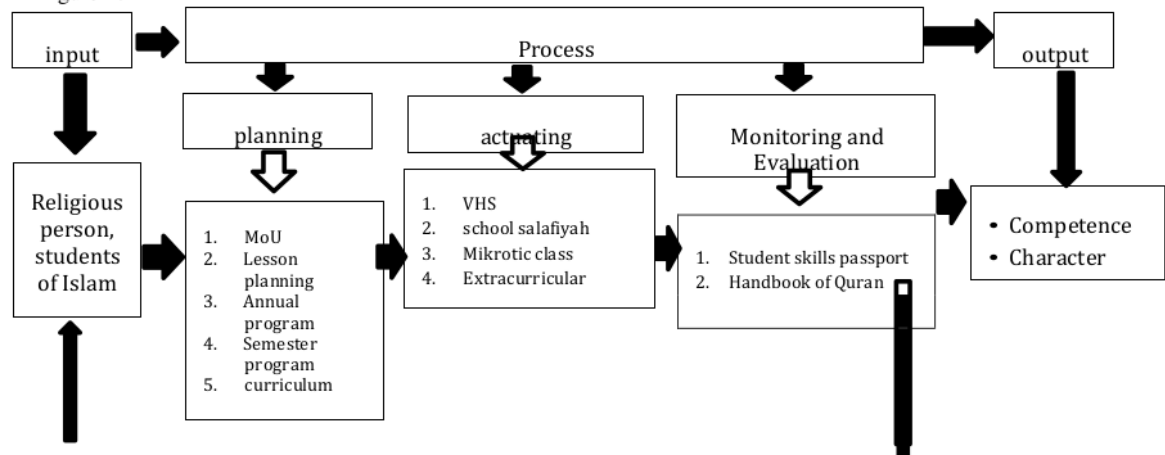 input
Process
output
planning
actuating
Monitoring and
Evaluation
Religious
person,
students
of Islam
1. MoU
2. Lesson
planning
3. Annual
program
4. Semester
program
5. curriculum
1. VHS
2. school salafiyah
3. Mikrotic class
4. Extracurricular
1. Student skills passport
2. Handbook of Quran
• Competence
• Character